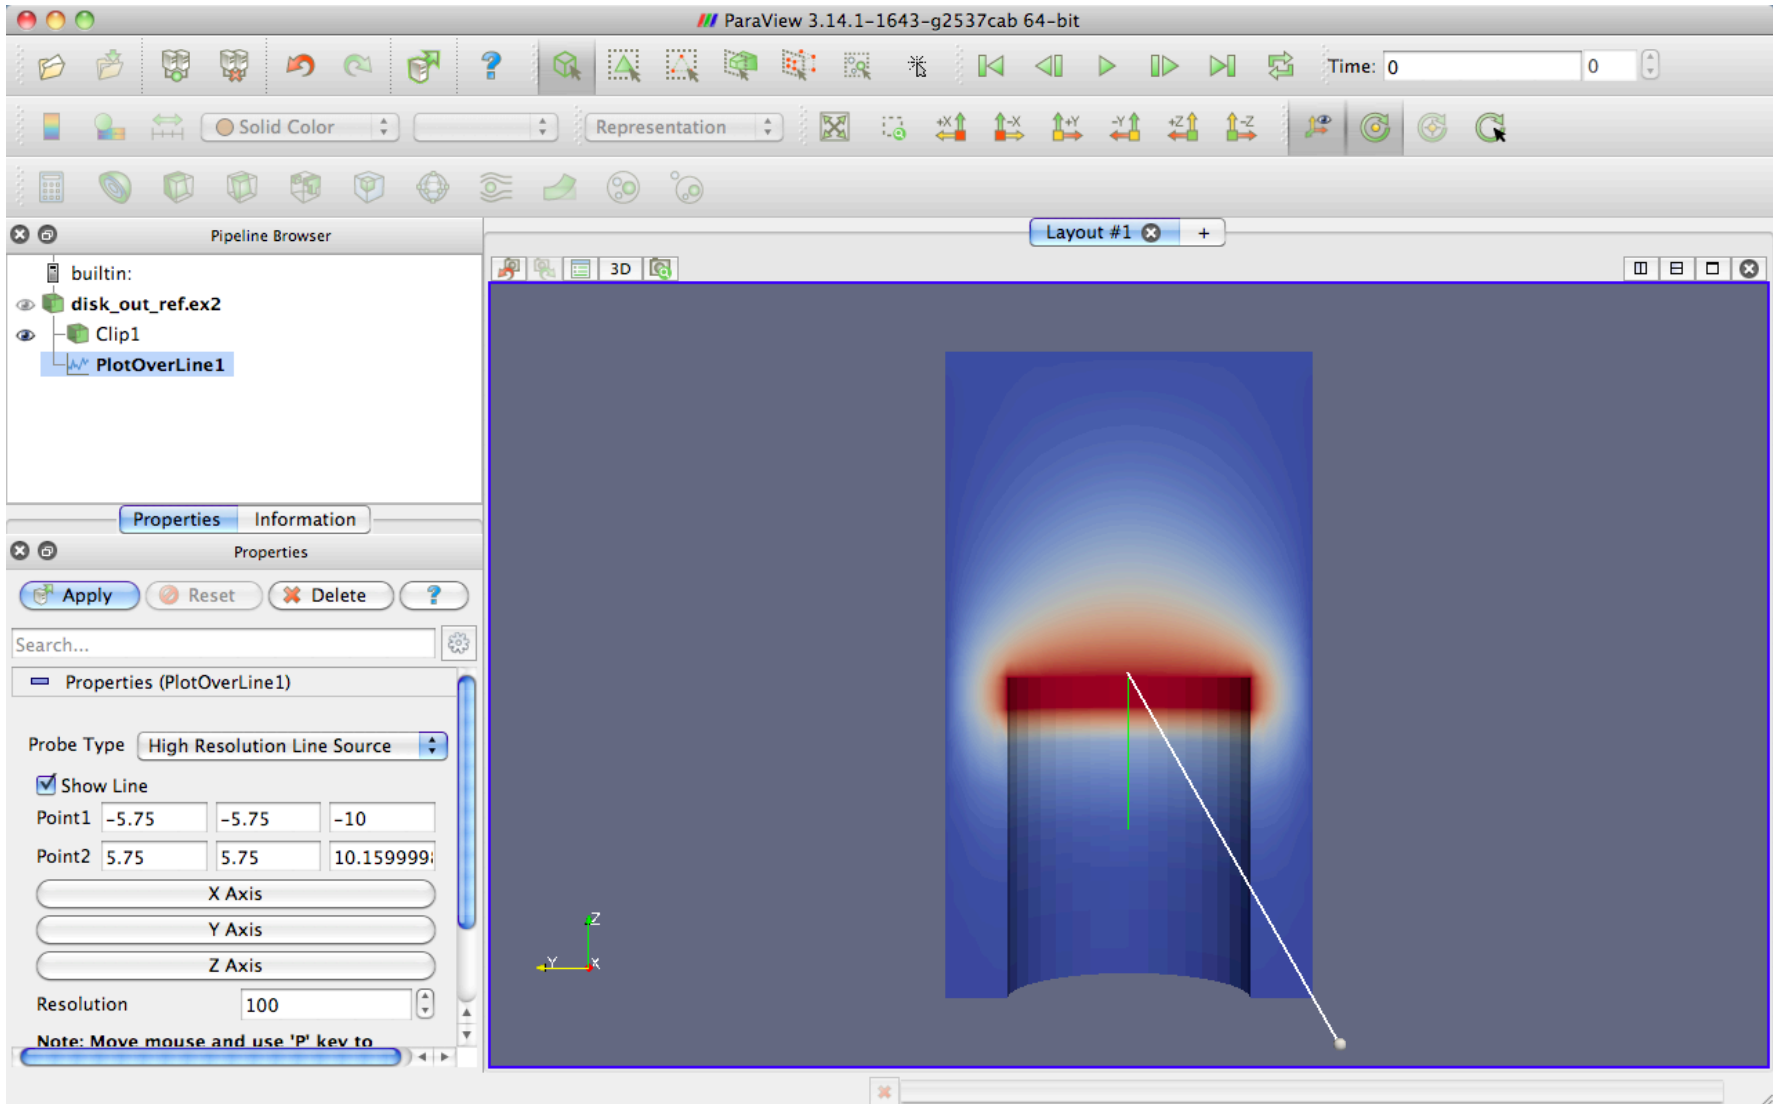 ParaView 3.14.1-1643-g2537cab 64-bit
Time: 0 0
Solid Color Representation +X -X +Y -Y +Z -Z
Pipeline Browser
Layout #1 +
builtin:
3D
disk_out_ref.ex2
Clip1
PlotOverLine1
Properties Information
Properties
Apply Reset Delete ?
Search...
Properties (PlotOverLine1)
Probe Type High Resolution Line Source
Show Line
Point1 -5.75 -5.75 -10
Point2 5.75 5.75 10.159999
X Axis
Y Axis
Z Axis
Resolution 100
Note: Move mouse and use 'P' key to
Z
Y X